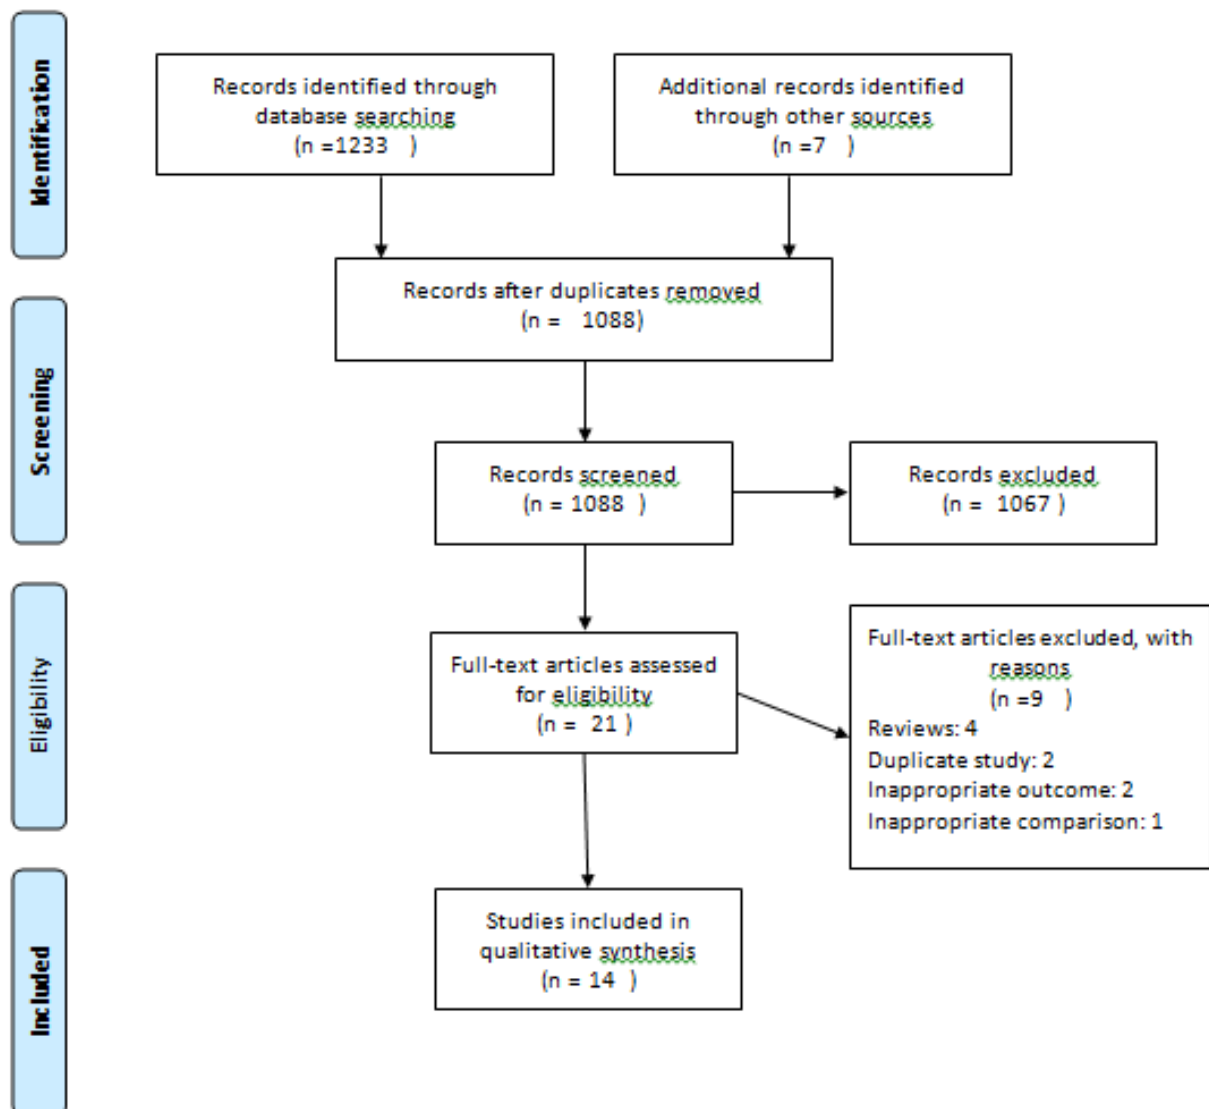 Identification
Records identified through
database searching
(n =1233   )
Additional records identified
through other sources
(n =7   )
Records after duplicates removed
(n =   1088)
Screening
Records screened
(n = 1088  )
Records excluded
(n =  1067 )
Eligibility
Full-text articles assessed
for eligibility
(n =  21 )
Full-text articles excluded, with
reasons
(n =9   )
Reviews: 4
Duplicate study: 2
Inappropriate outcome: 2
Inappropriate comparison: 1
Included
Studies included in
qualitative synthesis
(n = 14  )